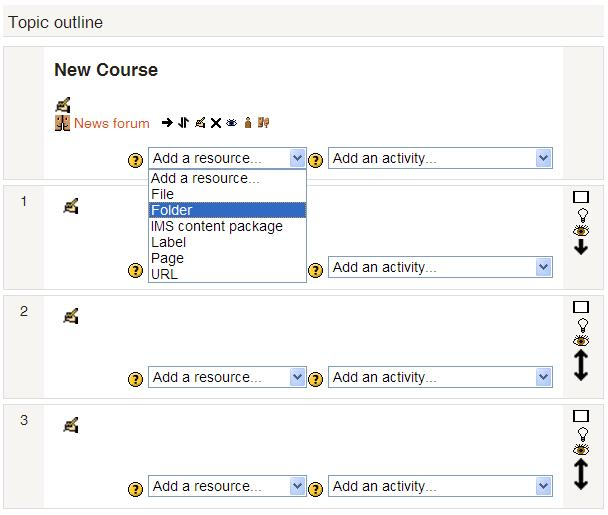 Topic outline
New Course
News forum
? Add a resource... ? Add an activity...
Add a resource...
File
1
Folder
IMS content package
Label
Page
? URL ? Add an activity...
2
? Add a resource... ? Add an activity...
3
? Add a resource... ? Add an activity...